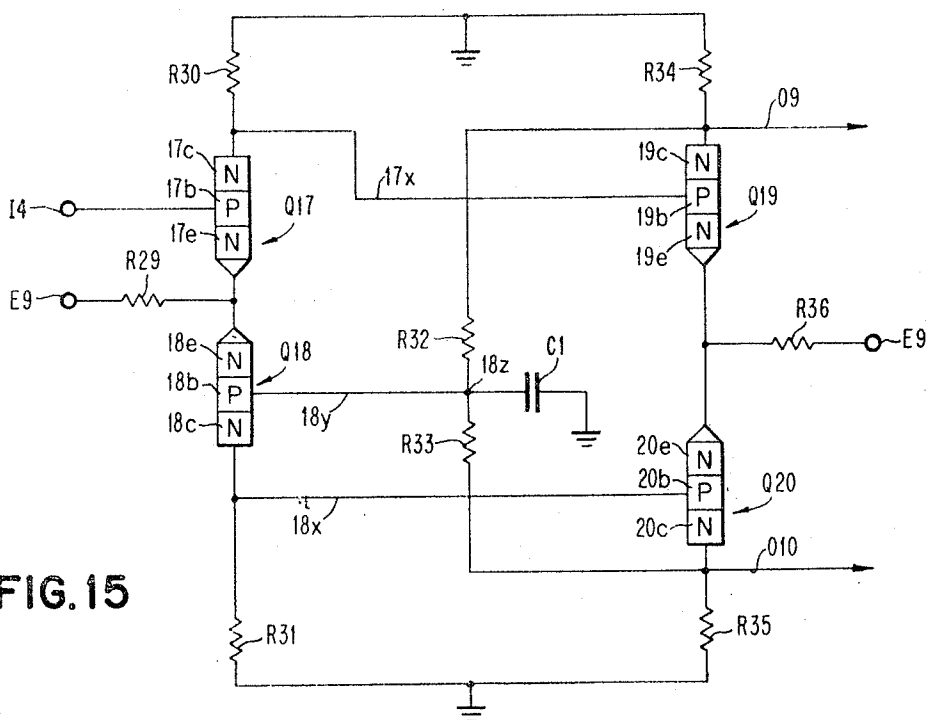 R30
R34
09
17c
N
17b
P
17e
N
I4
Q17
17x
19c
N
19b
P
19e
N
Q19
R29
E9
R36
E9
18e
N
18b
P
18c
N
Q18
R32
18z
C1
18y
R33
18x
20e
N
20b
P
20c
N
Q20
010
FIG.15
R31
R35